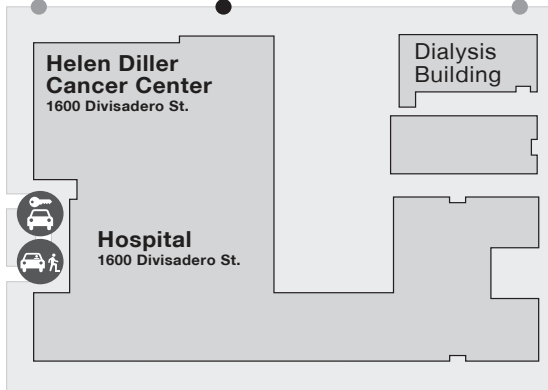 Helen Diller
Cancer Center
1600 Divisadero St.
Dialysis
Building
Hospital
1600 Divisadero St.